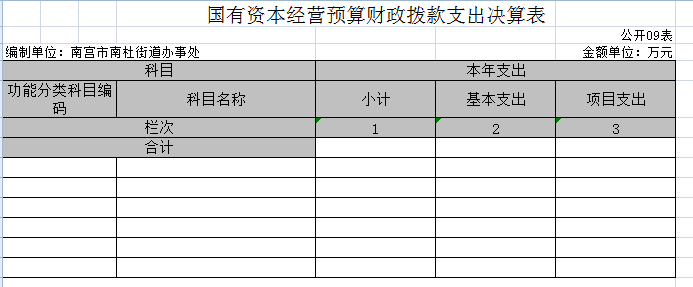 国有资本经营预算财政拨款支出决算表
公开09表
编制单位：南宫市南杜街道办事处 金额单位：万元
科目 本年支出
功能分类科目编码 科目名称 小计 基本支出 项目支出
栏次 1 2 3
合计